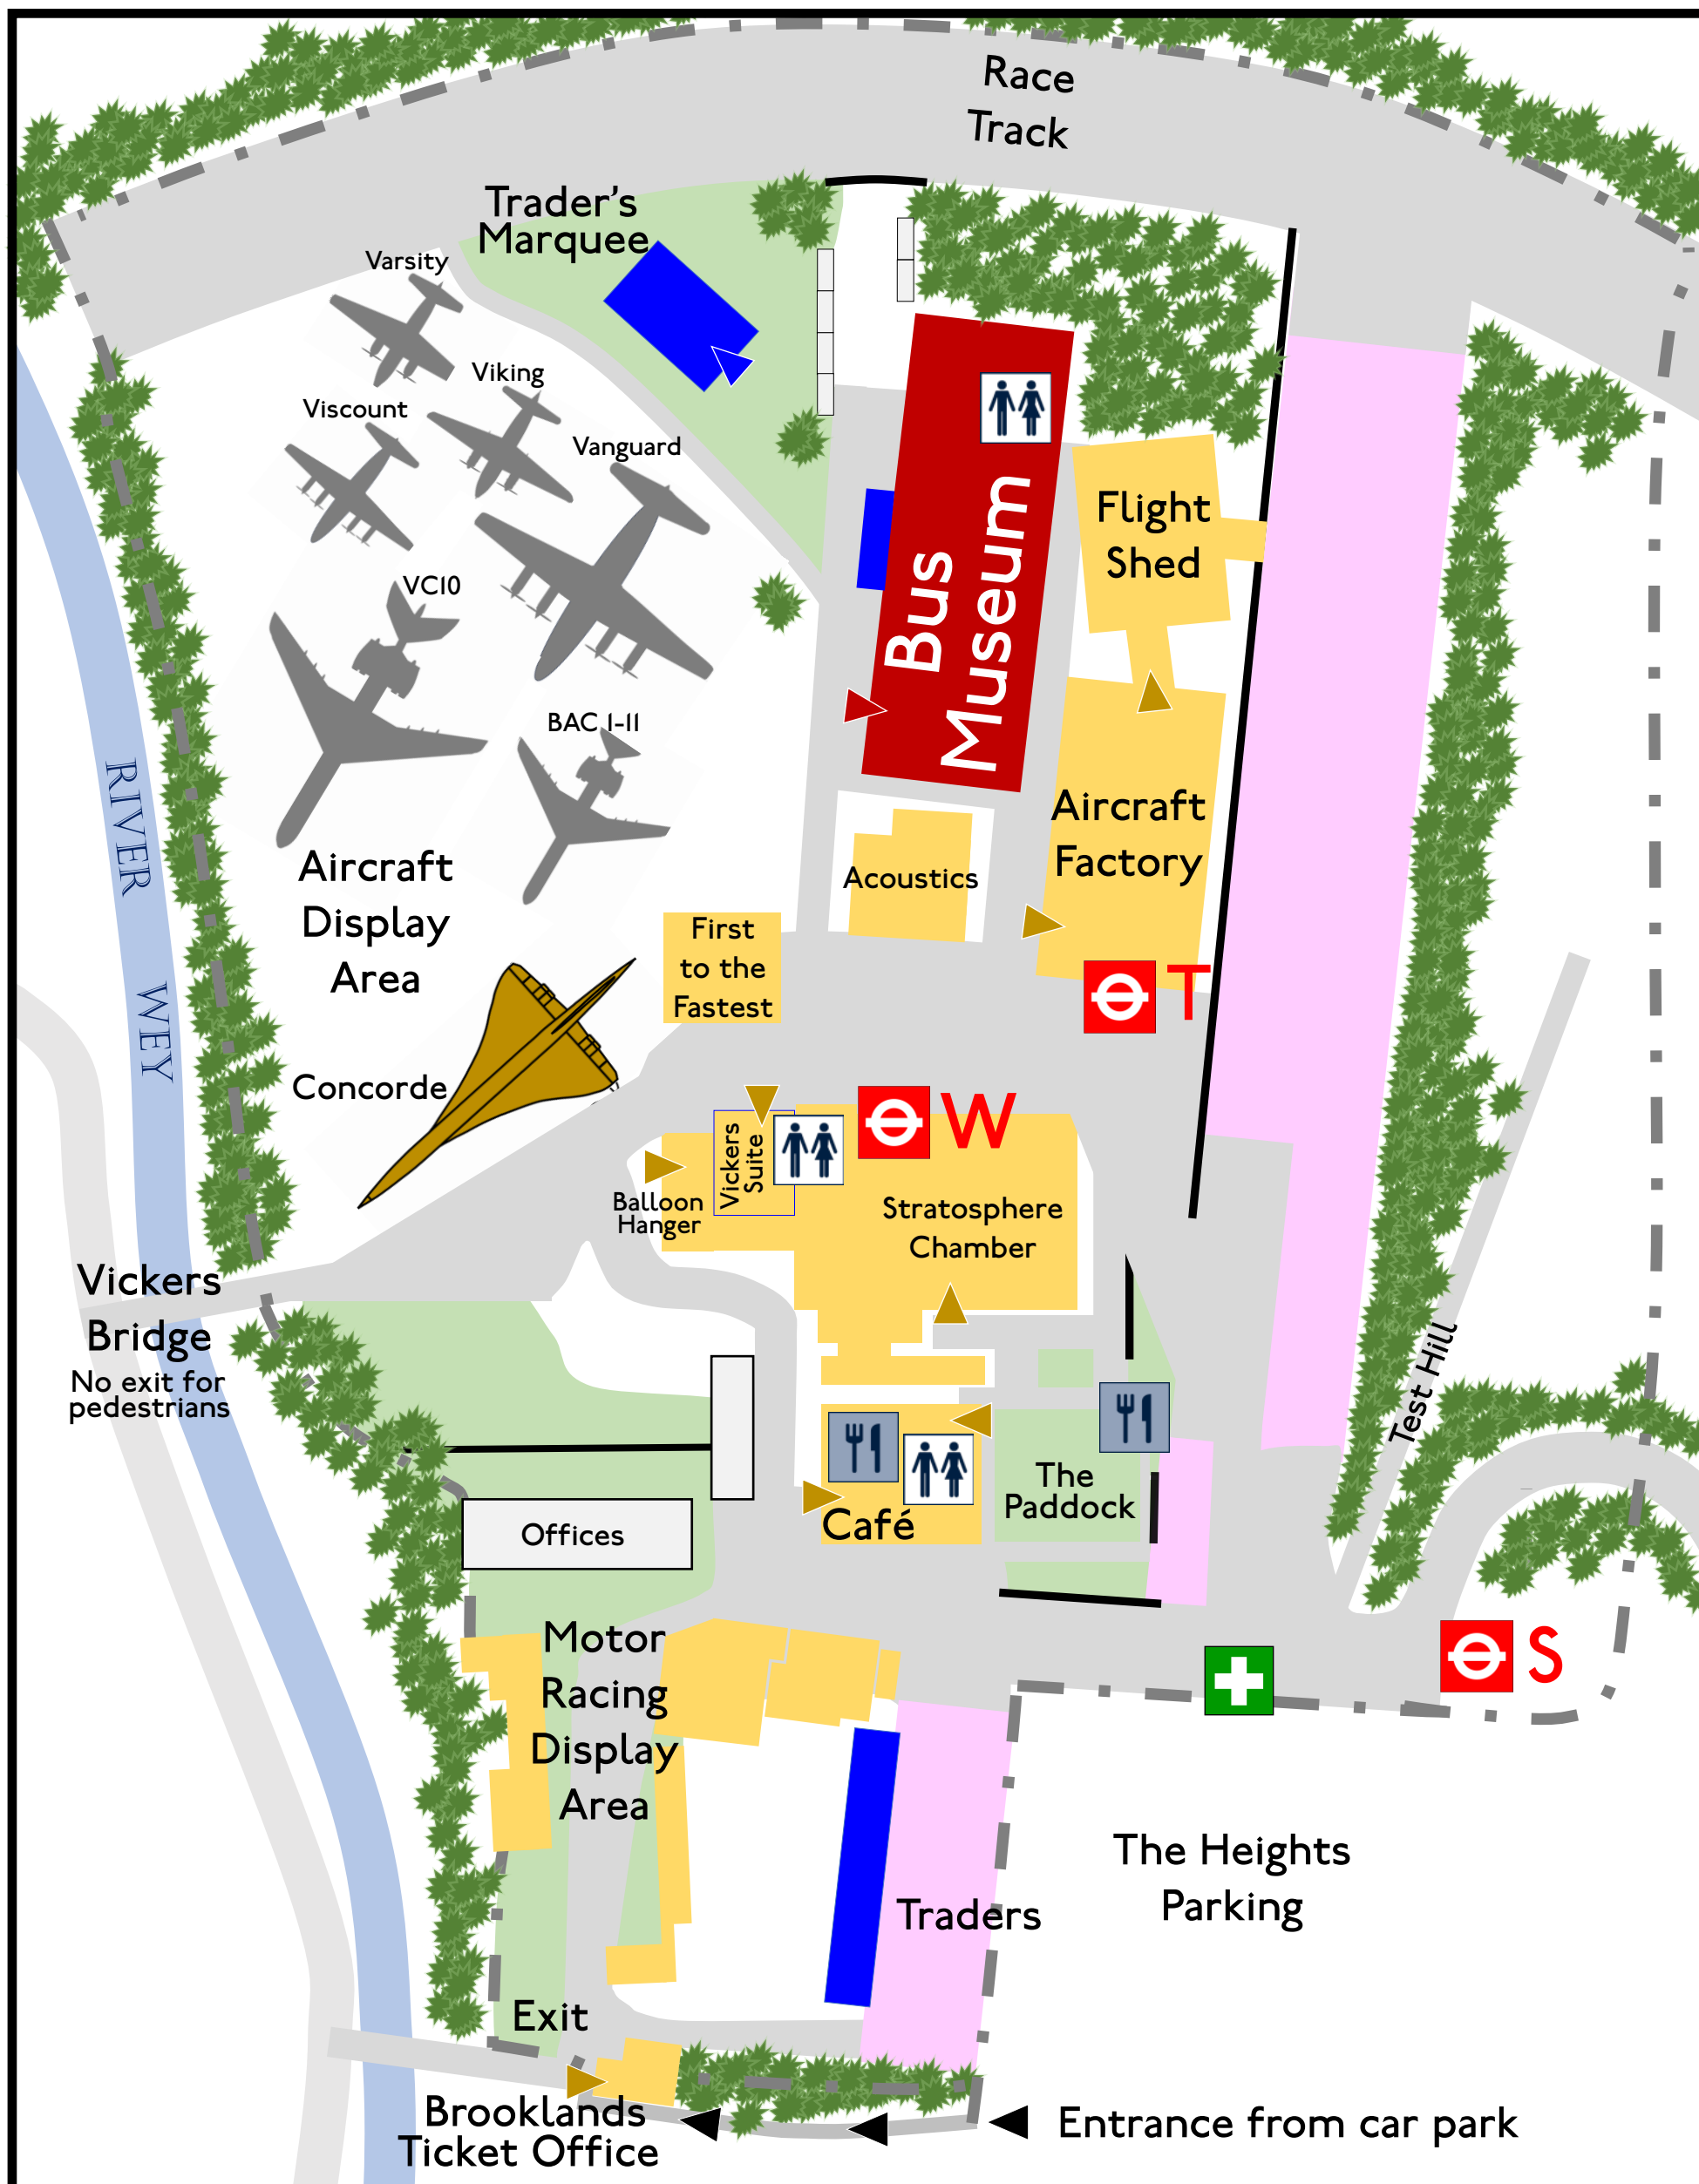 Race
Track
Trader's
Marquee
Varsity
Viking
Viscount
Vanguard
VC10
BAC 1-11
Bus
Museum
Flight
Shed
Aircraft
Factory
Acoustics
Aircraft
Display
Area
First
to the
Fastest
Concorde
RIVER WEY
T
W
Vickers
Suite
Balloon
Hanger
Stratosphere
Chamber
Vickers
Bridge
No exit for
pedestrians
Test Hill
The
Paddock
Café
Offices
S
Motor
Racing
Display
Area
The Heights
Parking
Traders
Exit
Brooklands
Ticket Office
Entrance from car park